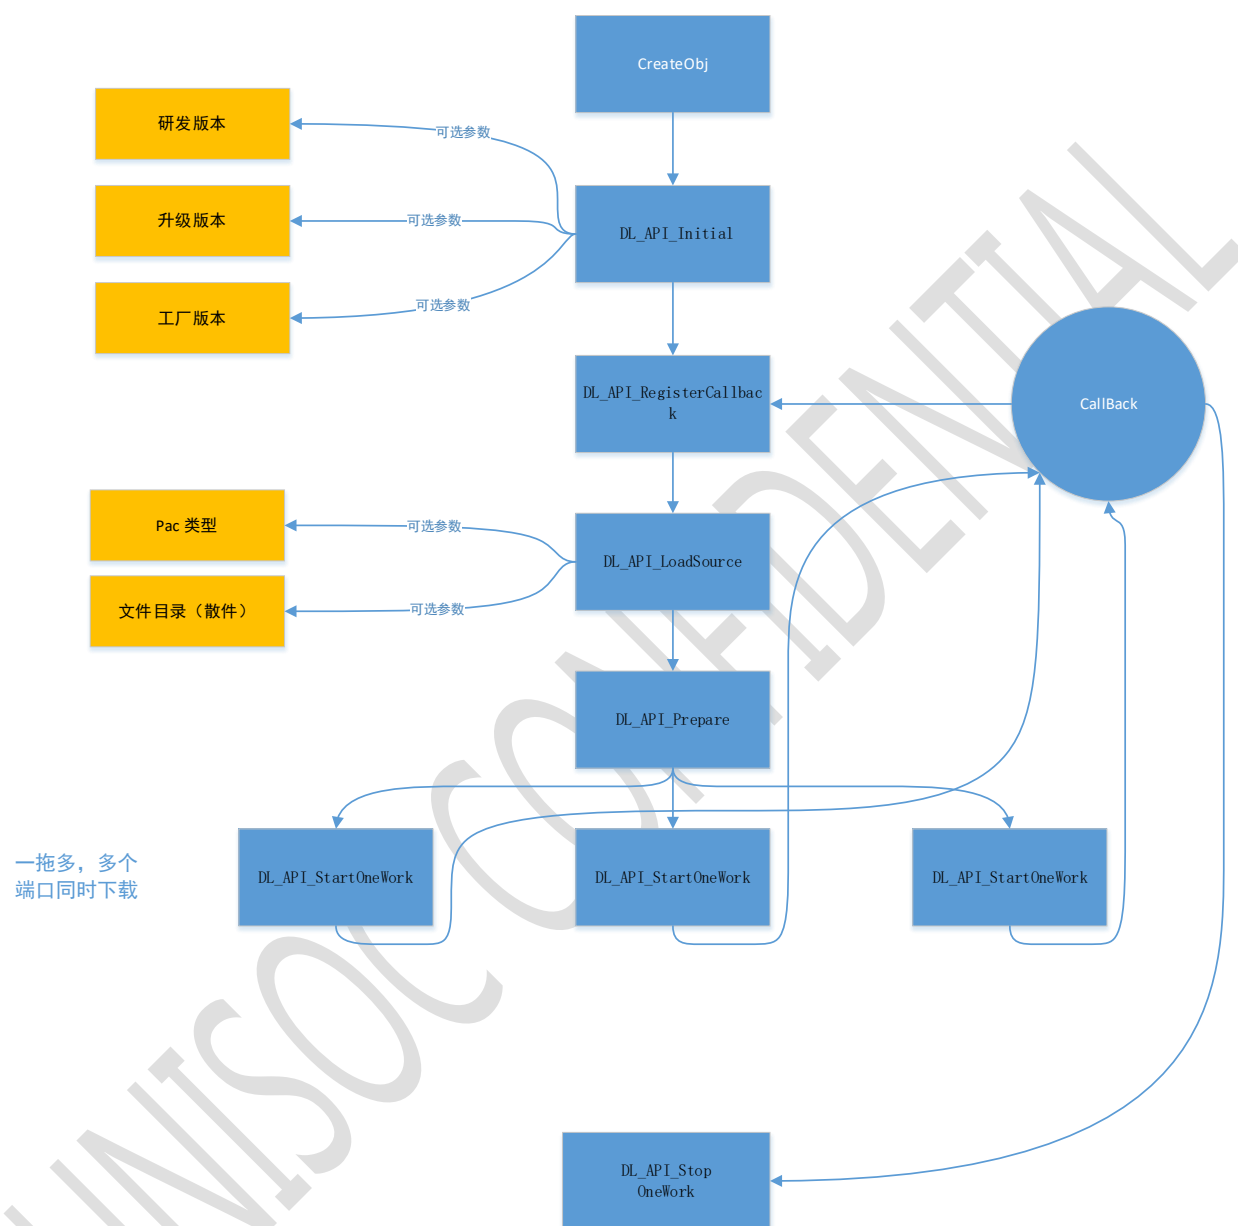 CreateObj
研发版本
可选参数
升级版本
可选参数
DL_API_Initial
工厂版本
可选参数
DL_API_RegisterCallbac
k
CallBack
Pac 类型
可选参数
DL_API_LoadSource
文件目录（散件）
可选参数
DL_API_Prepare
一拖多，多个
端口同时下载
DL_API_StartOneWork
DL_API_StartOneWork
DL_API_StartOneWork
DL_API_Stop
OneWork
UNISOC CONFIDENTIAL